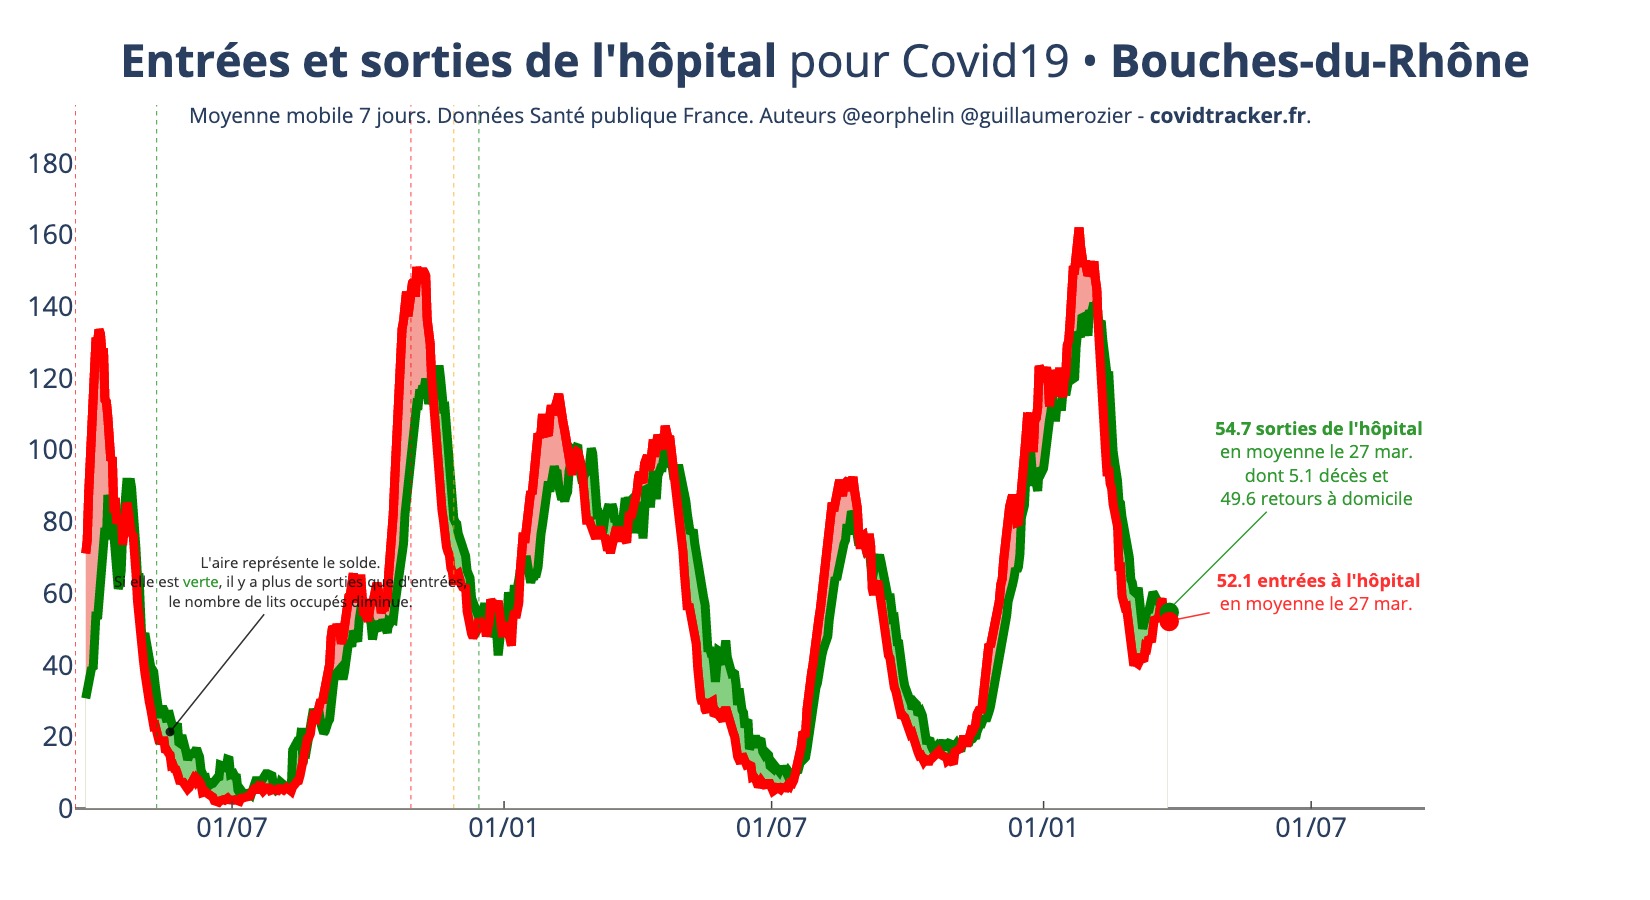 Entrées et sorties de l'hôpital pour Covid19 • Bouches-du-Rhône
Moyenne mobile 7 jours. Données Santé publique France. Auteurs @eorphelin @guillaumerozier - covidtracker.fr.
180
160
140
120
100
80
60
40
20
0
L'aire représente le solde.
Si elle est verte, il y a plus de sorties que d'entrées,
le nombre de lits occupés diminue.
54.7 sorties de l'hôpital
en moyenne le 27 mar.
dont 5.1 décès et
49.6 retours à domicile
52.1 entrées à l'hôpital
en moyenne le 27 mar.
01/07
01/01
01/07
01/01
01/07